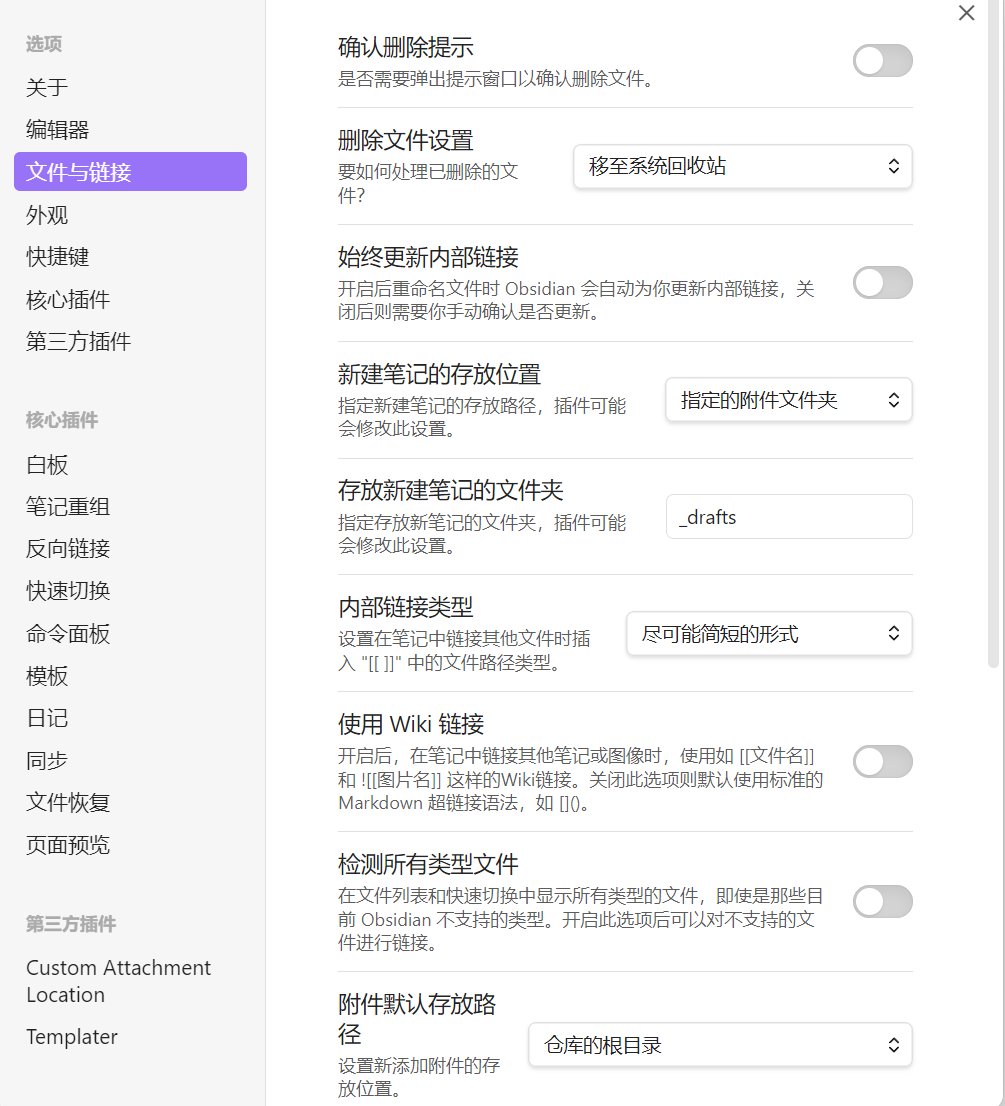 选项
关于
编辑器
文件与链接
外观
快捷键
核心插件
第三方插件
核心插件
白板
笔记重组
反向链接
快速切换
命令面板
模板
日记
同步
文件恢复
页面预览
第三方插件
Custom Attachment
Location
Templater
确认删除提示
是否需要弹出提示窗口以确认删除文件。
删除文件设置
要如何处理已删除的文
件？
移至系统回收站
始终更新内部链接
开启后重命名文件时 Obsidian 会自动为你更新内部链接，关
闭后则需要你手动确认是否更新。
新建笔记的存放位置
指定新建笔记的存放路径，插件可能
会修改此设置。
指定的附件文件夹
存放新建笔记的文件夹
指定存放新笔记的文件夹，插件可能
会修改此设置。
_drafts
内部链接类型
设置在笔记中链接其他文件时插
入 "[[ ]]" 中的文件路径类型。
尽可能简短的形式
使用 Wiki 链接
开启后，在笔记中链接其他笔记或图像时，使用如 [[文件名]]
和 ![[图片名]] 这样的Wiki链接。关闭此选项则默认使用标准的
Markdown 超链接语法，如 []()。
检测所有类型文件
在文件列表和快速切换中显示所有类型的文件，即使是那些目
前 Obsidian 不支持的类型。开启此选项后可以对不支持的文
件进行链接。
附件默认存放路
径
设置新添加附件的存
放位置。
仓库的根目录